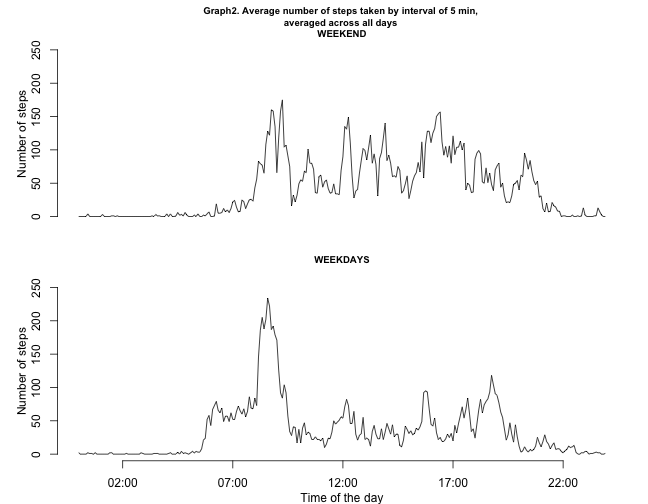 Graph2. Average number of steps taken by interval of 5 min,
averaged across all days
WEEKEND
250
200
150
100
50
0
Number of steps
WEEKDAYS
250
200
150
100
50
0
Number of steps
02:00 07:00 12:00 17:00 22:00
Time of the day